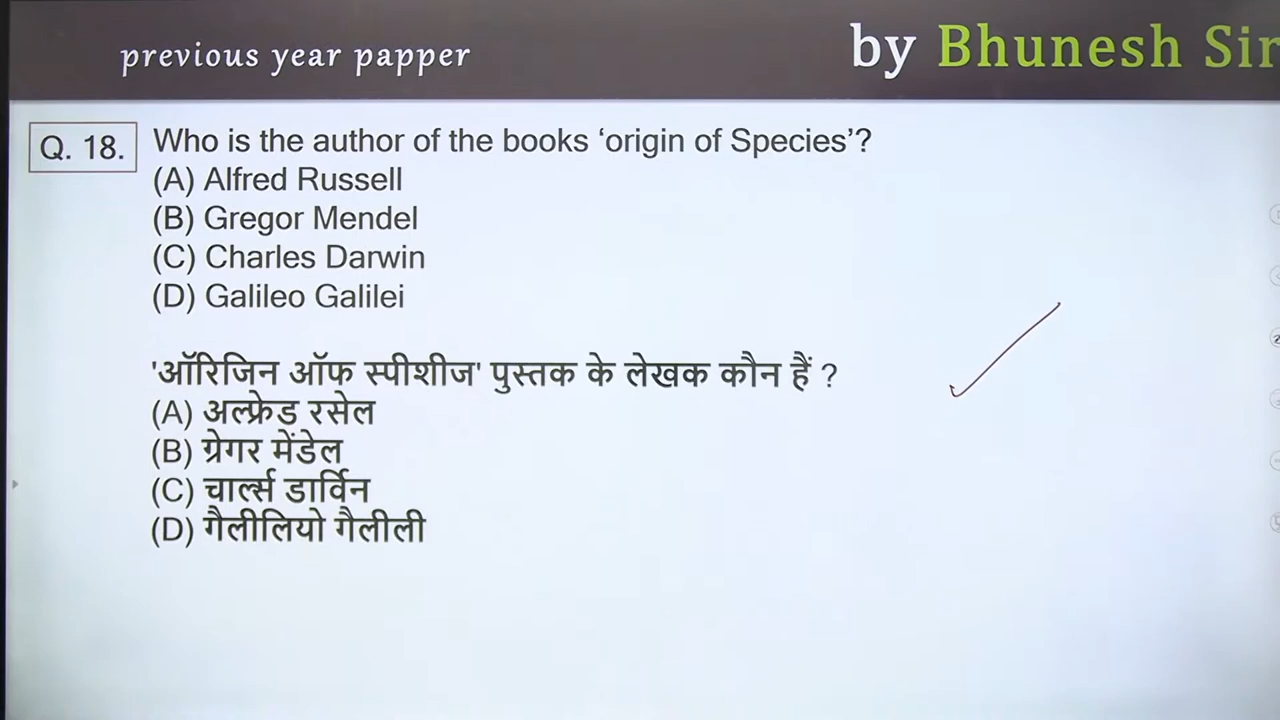 previous year papper
by Bhunesh Sir
Q. 18. Who is the author of the books ‘origin of Species’?
(A) Alfred Russell
(B) Gregor Mendel
(C) Charles Darwin
(D) Galileo Galilei
'ऑरिजिन ऑफ स्पीशीज' पुस्तक के लेखक कौन हैं ?
(A) अल्फ्रेड रसेल
(B) ग्रेगर मेंडेल
(C) चार्ल्स डार्विन
(D) गैलीलियो गैलीली